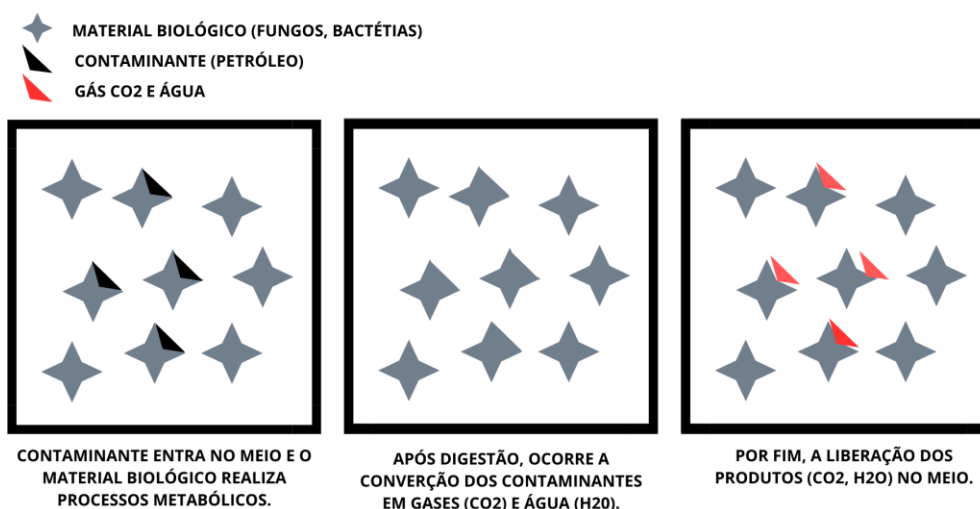 MATERIAL BIOLÓGICO (FUNGOS, BACTÉTIAS)
CONTAMINANTE (PETRÓLEO)
GÁS CO2 E ÁGUA
CONTAMINANTE ENTRA NO MEIO E O
MATERIAL BIOLÓGICO REALIZA
PROCESSOS METABÓLICOS.
APÓS DIGESTÃO, OCORRE A
CONVERÇÃO DOS CONTAMINANTES
EM GASES (CO2) E ÁGUA (H20).
POR FIM, A LIBERAÇÃO DOS
PRODUTOS (CO2, H2O) NO MEIO.